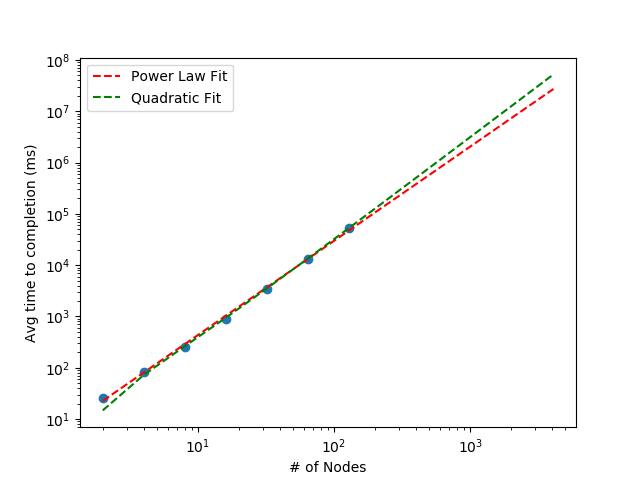 Power Law Fit
Quadratic Fit
10⁸
10⁷
10⁶
10⁵
10⁴
10³
10²
10¹
Avg time to completion (ms)
10¹ 10² 10³
# of Nodes